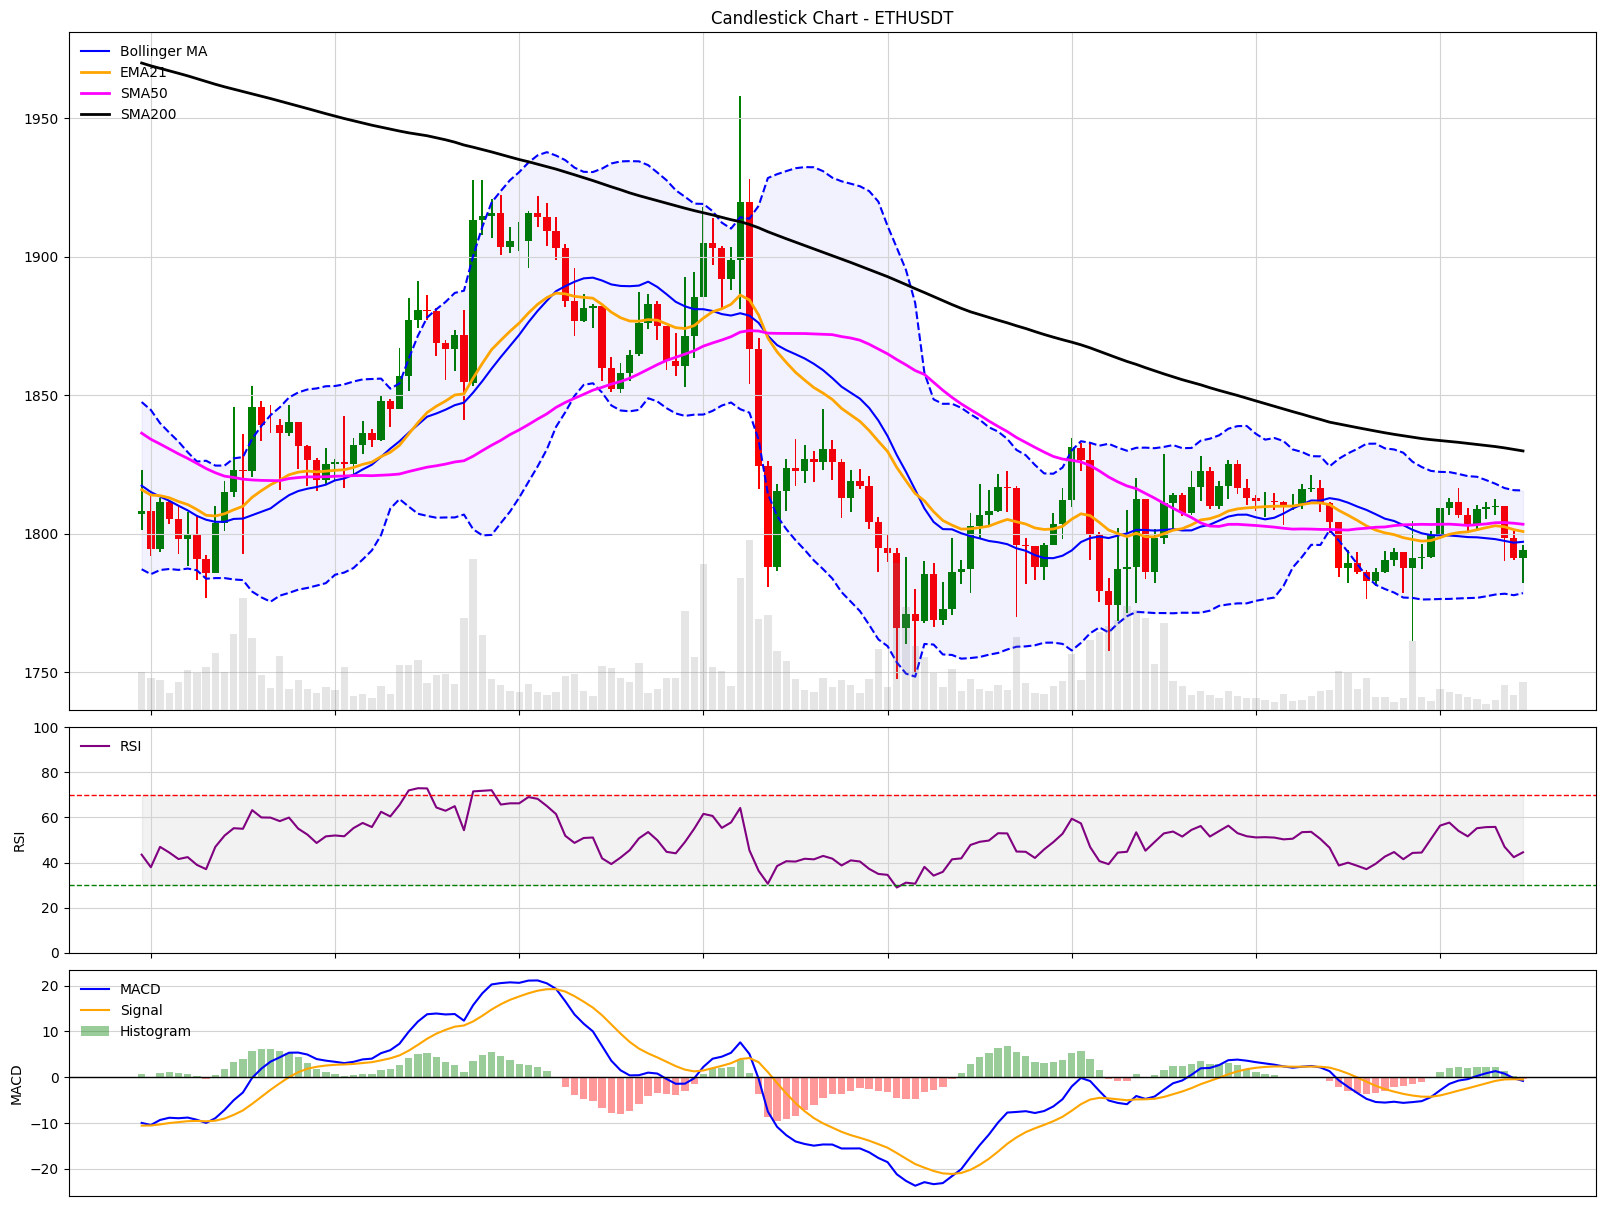 Candlestick Chart - ETHUSDT
Bollinger MA
EMA21
SMA50
SMA200
1950
1900
1850
1800
1750
RSI
100
80
60
40
20
0
RSI
MACD
Signal
Histogram
20
10
0
−10
−20
MACD